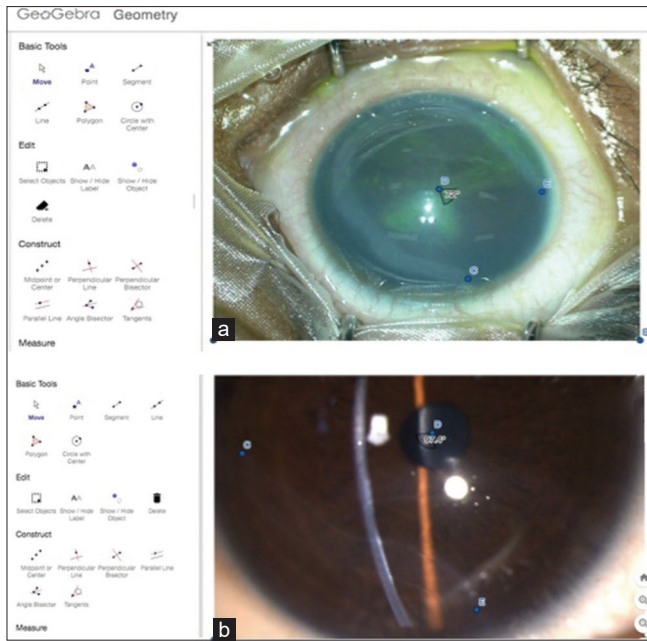 GeoGebra Geometry
Basic Tools
Move Point Segment
Line Polygon Circle with Center
Edit
Select Objects Show / Hide Label Show / Hide Object
Delete
Construct
Midpoint or Center Perpendicular Line Perpendicular Bisector
Parallel Line Angle Bisector Tangents
Measure
D
C
a
Basic Tools
Move Point Segment Line
Polygon Circle with Center
Edit
Select Objects Show / Hide Label Show / Hide Object Delete
Construct
Midpoint or Center Perpendicular Line Perpendicular Bisector Parallel Line
Angle Bisector Tangents
Measure
C
D
E
b